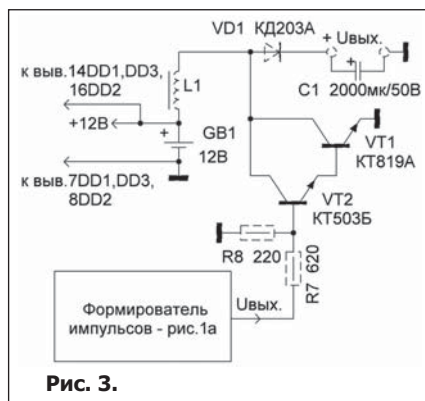 VD1 КД203А
+ Uвых.
к выв.14DD1,DD3,
16DD2
L1
+
C1 2000мк/50В
+12В
+
GB1
12В
VT1
КТ819А
к выв.7DD1,DD3,
8DD2
VT2
КТ503Б
R8 220
R7 620
Формирователь
импульсов - рис.1а
Uвых.
Рис. 3.